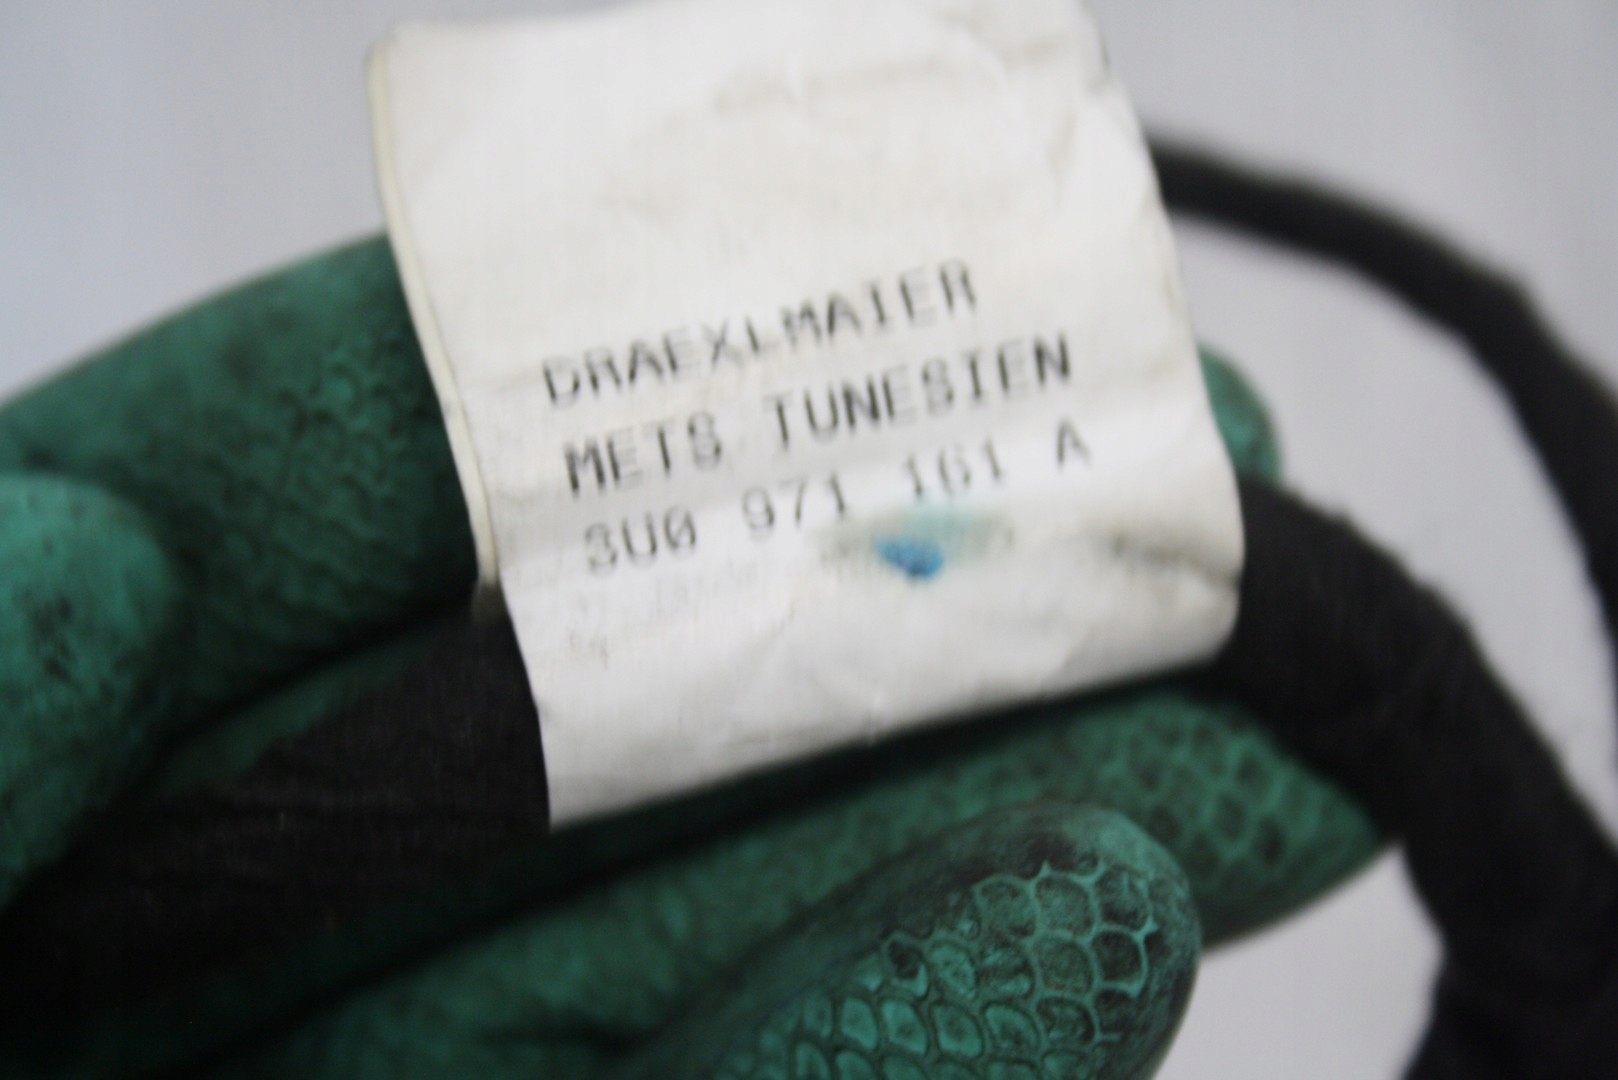 DRAEXLMAIER
METS TUNESIEN
3U0 971 161 A